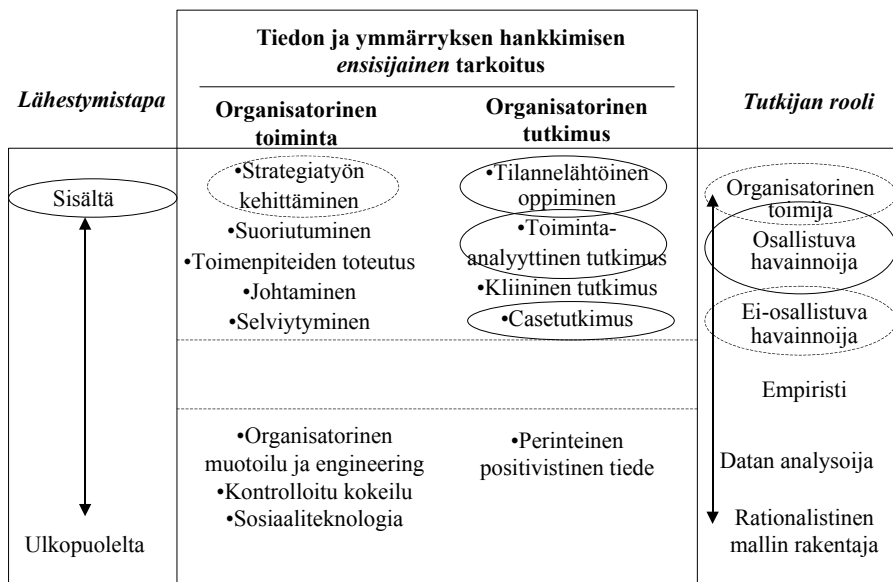 Tiedon ja ymmärryksen hankkimisen
ensisijainen tarkoitus
Lähestymistapa
Organisatorinen
toiminta
Organisatorinen
tutkimus
Tutkijan rooli
Sisältä
Ulkopuolelta
•Strategiatyön
kehittäminen
•Suoriutuminen
•Toimenpiteiden toteutus
•Johtaminen
•Selviytyminen
•Organisatorinen
muotoilu ja engineering
•Kontrolloitu kokeilu
•Sosiaaliteknologia
•Tilannelähtöinen
oppiminen
•Toiminta-
analyyttinen tutkimus
•Kliininen tutkimus
•Casetutkimus
•Perinteinen
positivistinen tiede
Organisatorinen
toimija
Osallistuva
havainnoija
Ei-osallistuva
havainnoija
Empiristi
Datan analysoija
Rationalistinen
mallin rakentaja